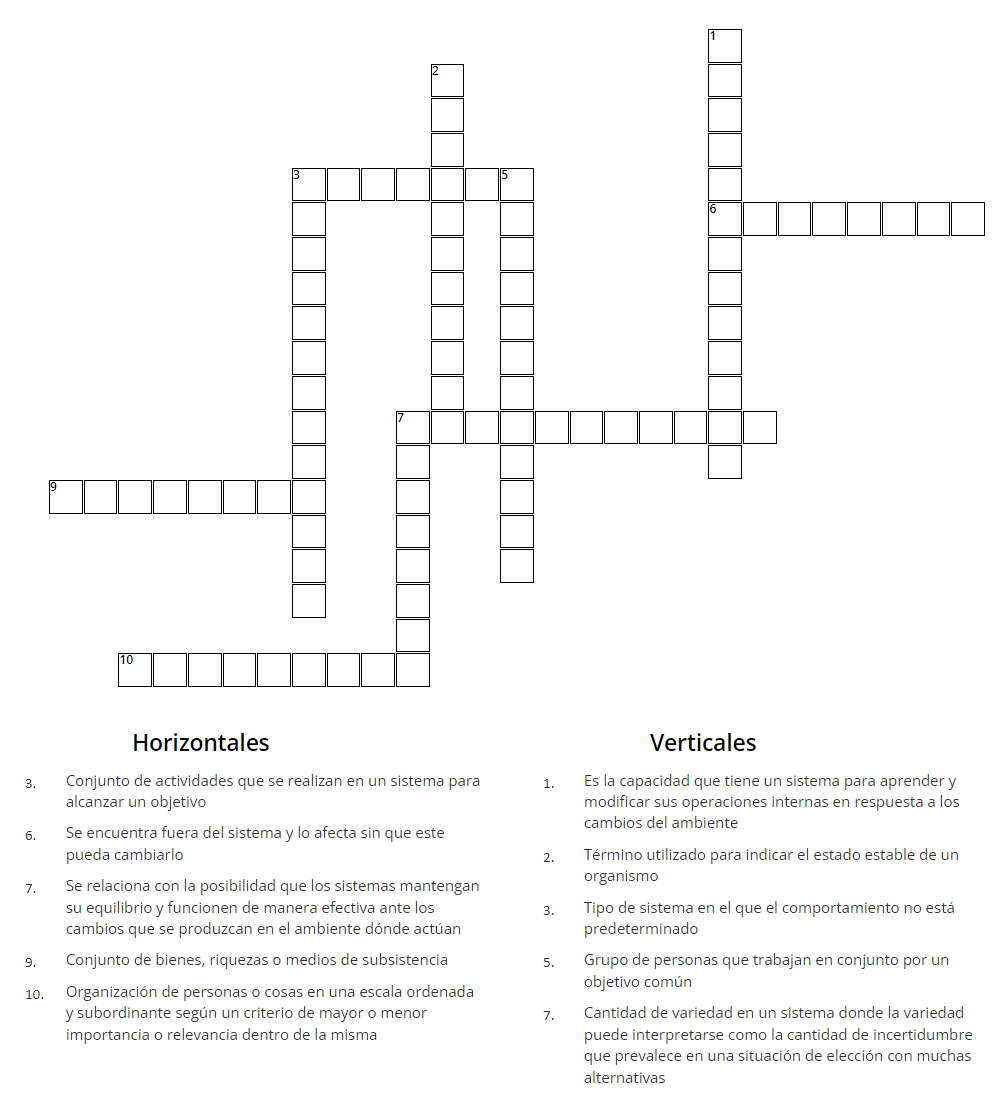 1
2
3
5
6
7
9
10
Horizontales
3. Conjunto de actividades que se realizan en un sistema para
alcanzar un objetivo
6. Se encuentra fuera del sistema y lo afecta sin que este
pueda cambiarlo
7. Se relaciona con la posibilidad que los sistemas mantengan
su equilibrio y funcionen de manera efectiva ante los
cambios que se produzcan en el ambiente dónde actúan
9. Conjunto de bienes, riquezas o medios de subsistencia
10. Organización de personas o cosas en una escala ordenada
y subordinante según un criterio de mayor o menor
importancia o relevancia dentro de la misma
Verticales
1. Es la capacidad que tiene un sistema para aprender y
modificar sus operaciones internas en respuesta a los
cambios del ambiente
2. Término utilizado para indicar el estado estable de un
organismo
3. Tipo de sistema en el que el comportamiento no está
predeterminado
5. Grupo de personas que trabajan en conjunto por un
objetivo común
7. Cantidad de variedad en un sistema donde la variedad
puede interpretarse como la cantidad de incertidumbre
que prevalece en una situación de elección con muchas
alternativas